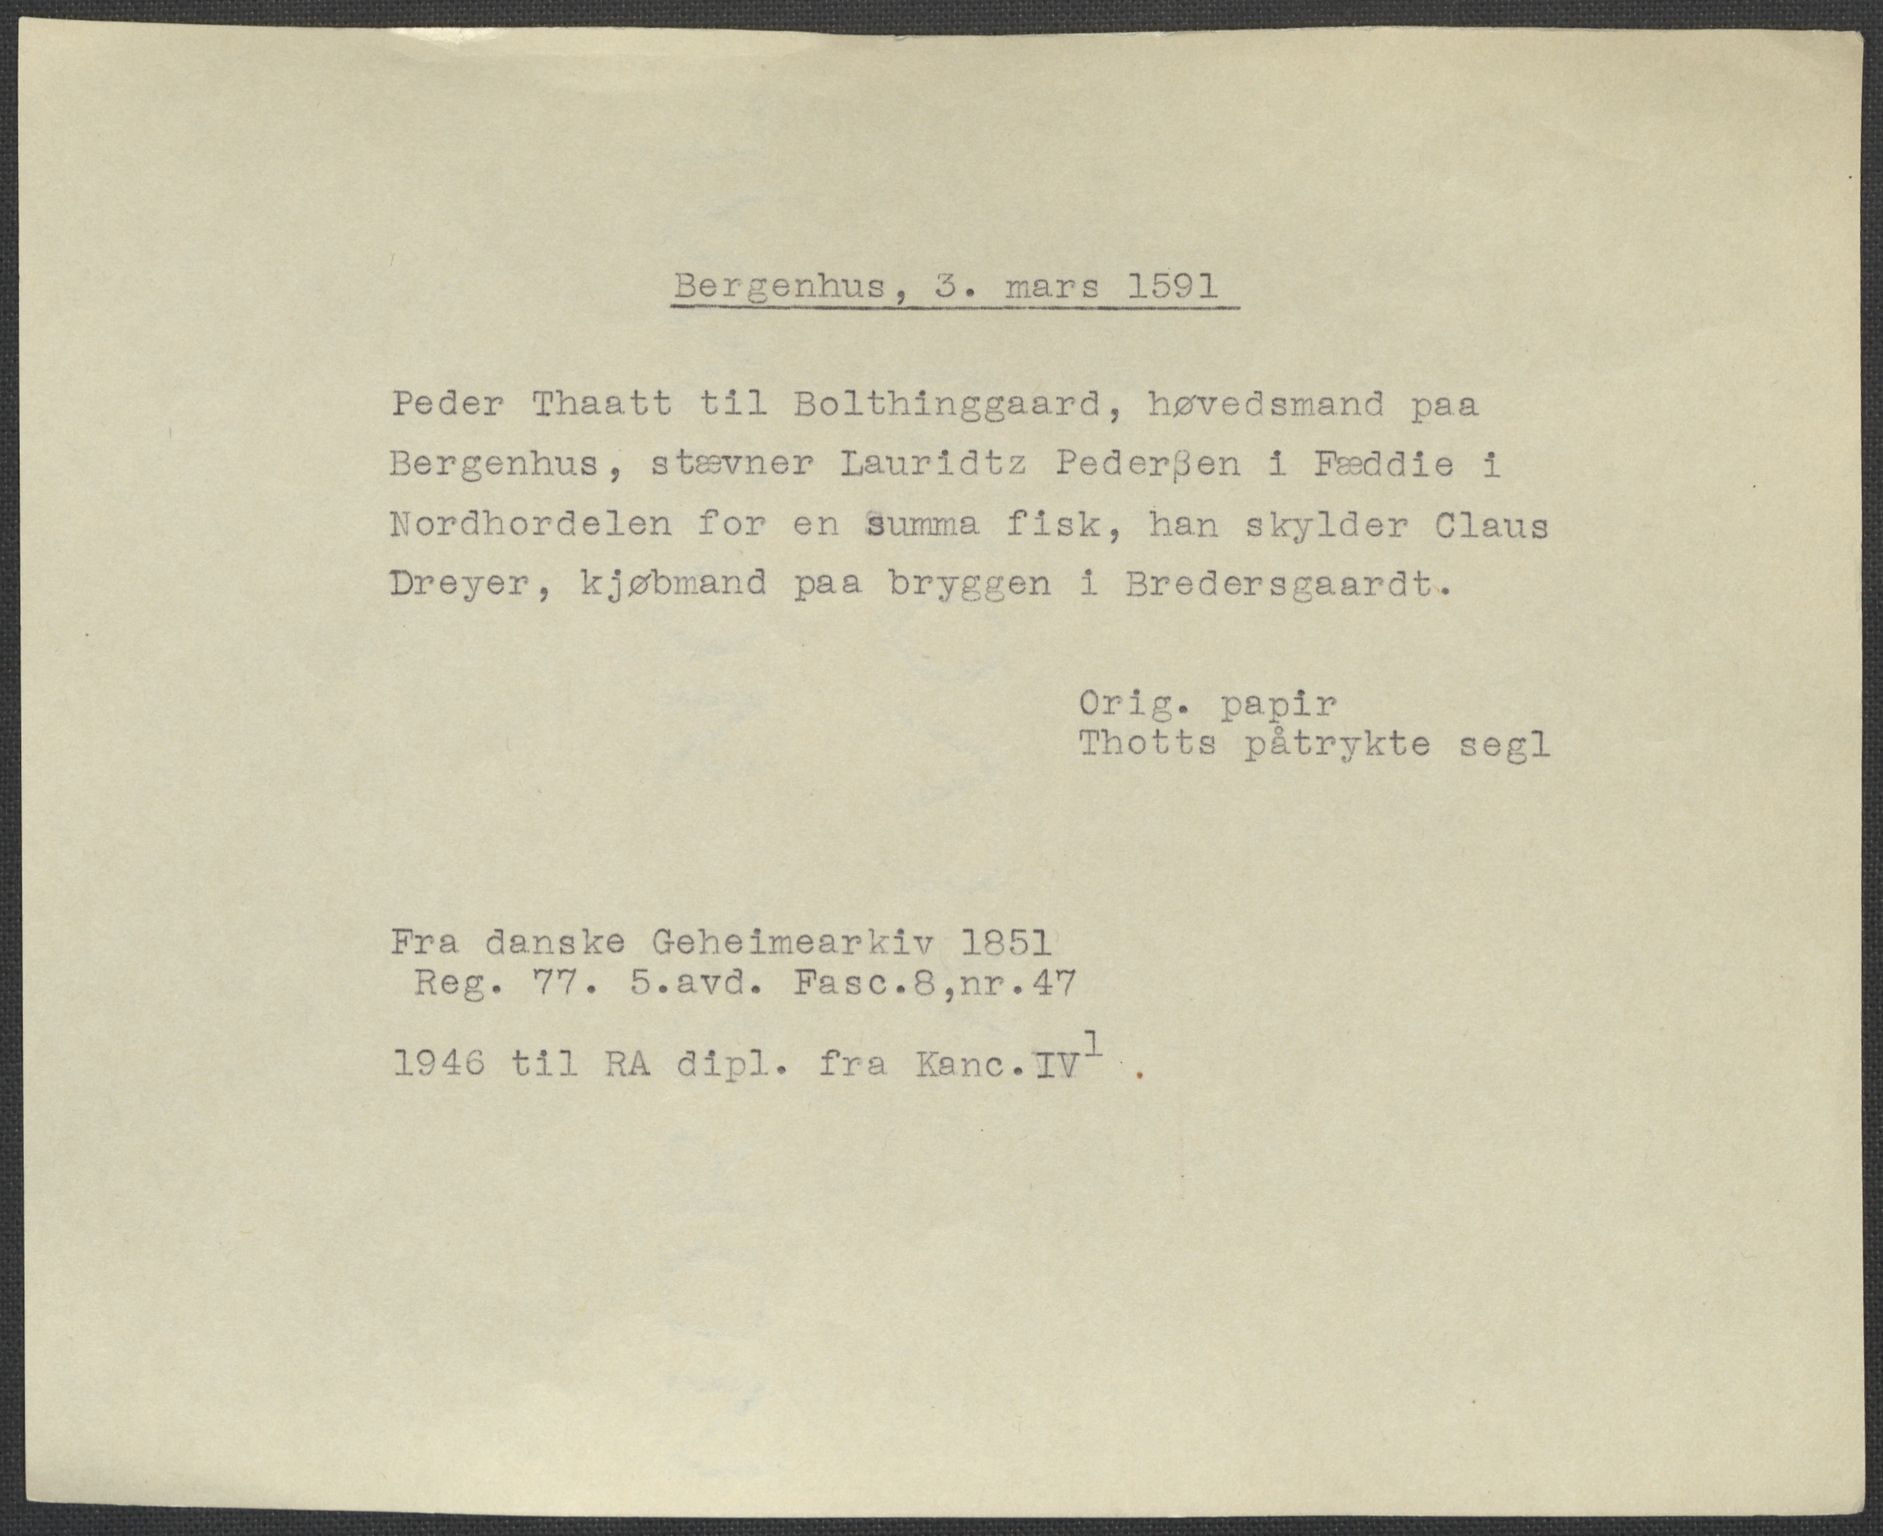 Bergenhus, 3. mars 1591
Peder Thaatt til Bolthinggaard, høvedsmand paa
Bergenhus, stævner Lauridtz Pederßen i Fæddie i
Nordhordelen for en summa fisk, han skylder Claus
Dreyer, kjøbmand paa bryggen i Bredersgaardt.
Orig. papir
Thotts påtrykte segl
Fra danske Geheimearkiv 1851
Reg. 77. 5.avd. Fasc.8,nr.47
1946 til RA dipl. fra Kanc.IV¹.